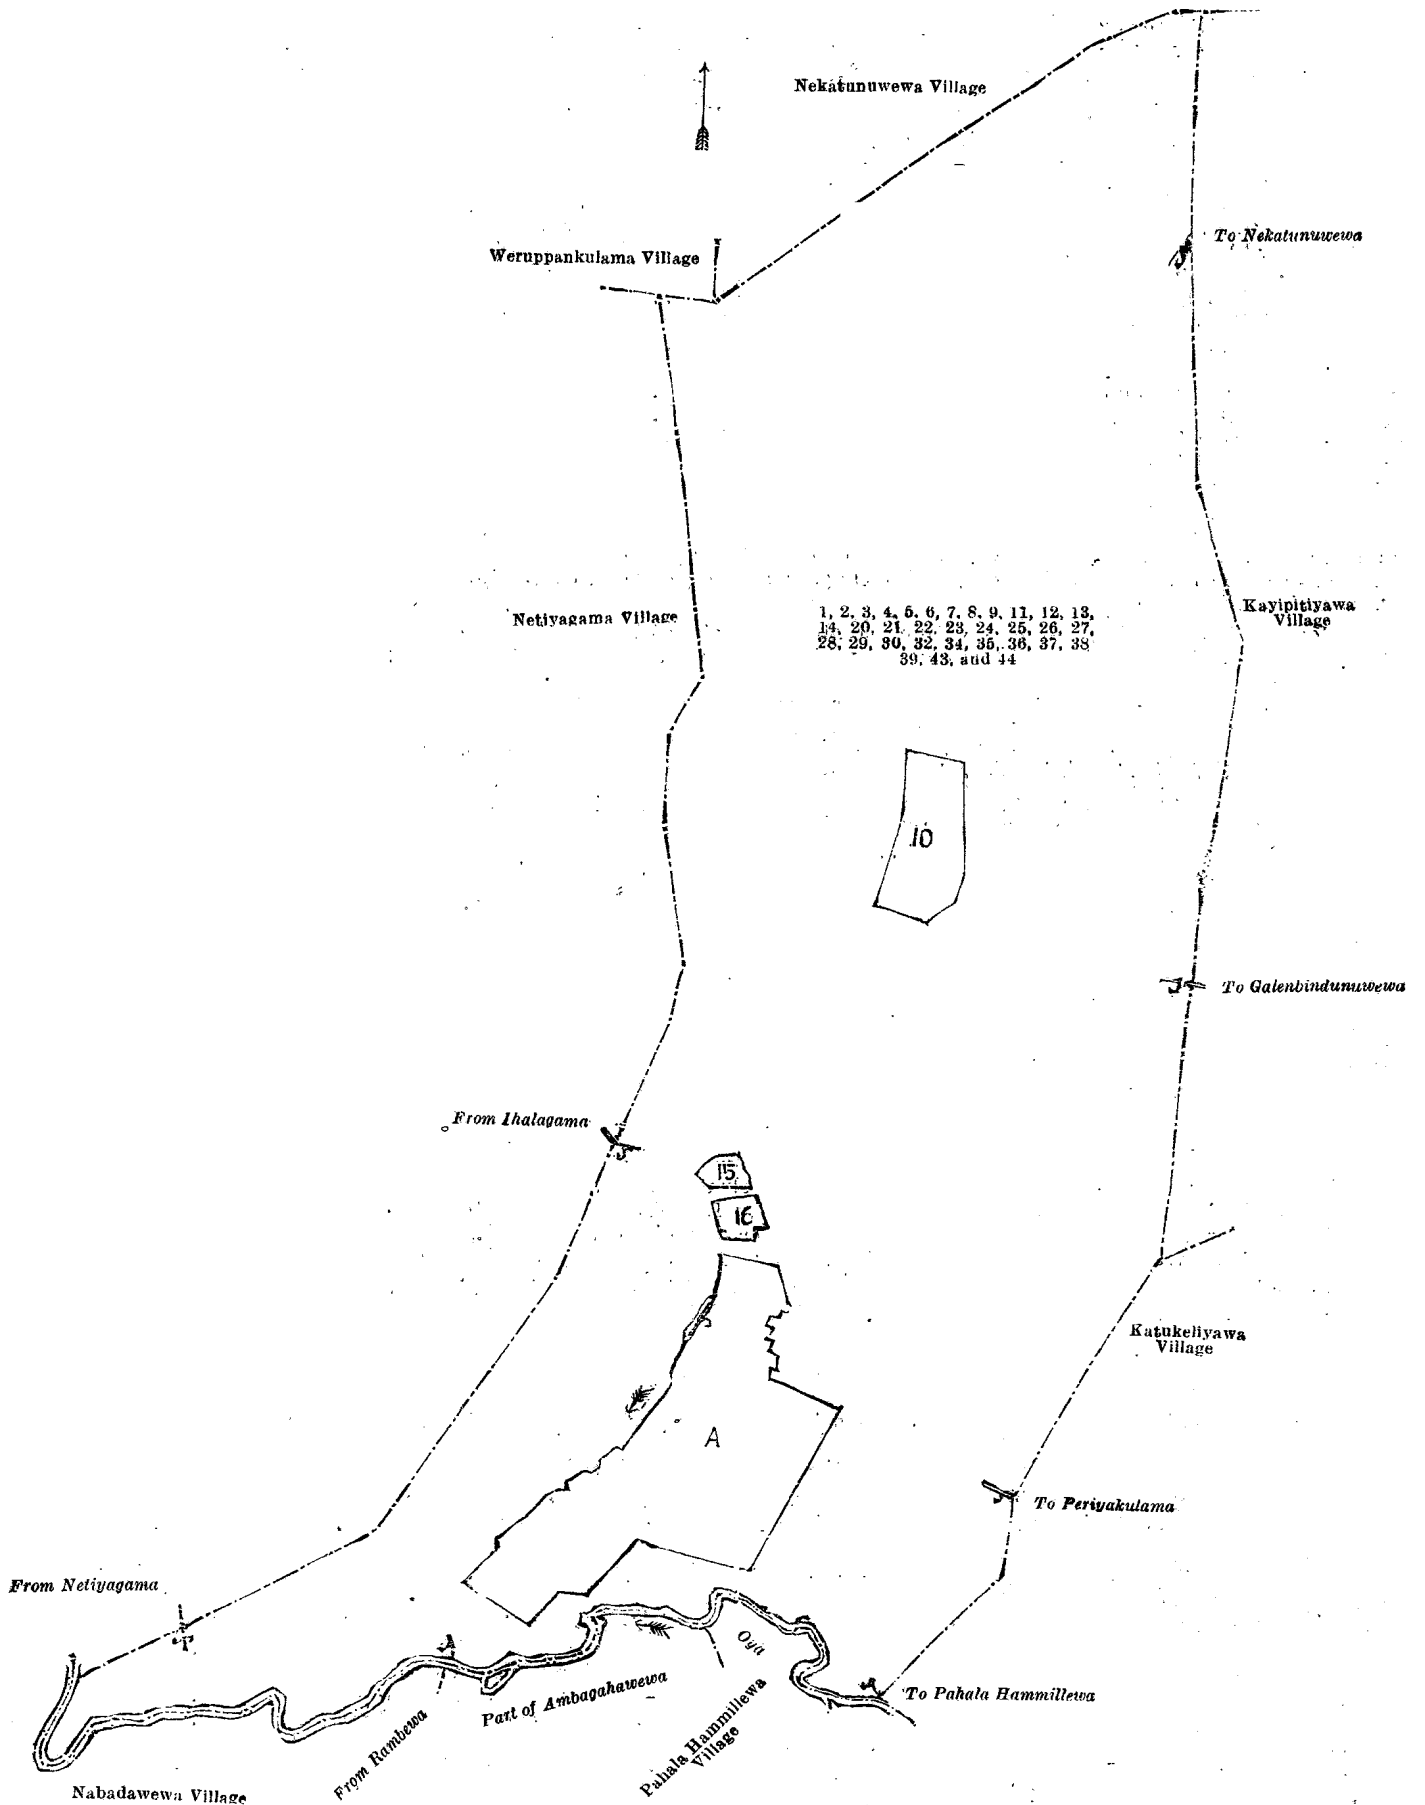 Nekatunuwewa Village
To Nekatunuwewa
Weruppankulama Village
Netiyagama Village
1, 2, 3, 4, 5, 6, 7, 8, 9, 11, 12, 13,
14, 20, 21, 22, 23, 24, 25, 26, 27,
28, 29, 30, 32, 34, 35, 36, 37, 38
39, 43, and 44
Kayipitiyawa
Village
10
To Galenbindunuwewa
From Ihalagama
15
16
Katukeliyawa
Village
A
To Periyakulama
From Netiyagama
Oya
Part of Ambagahawewa
To Pahala Hammillewa
From Rambewa
Pahala Hammillewa
Village
Nabadawewa Village